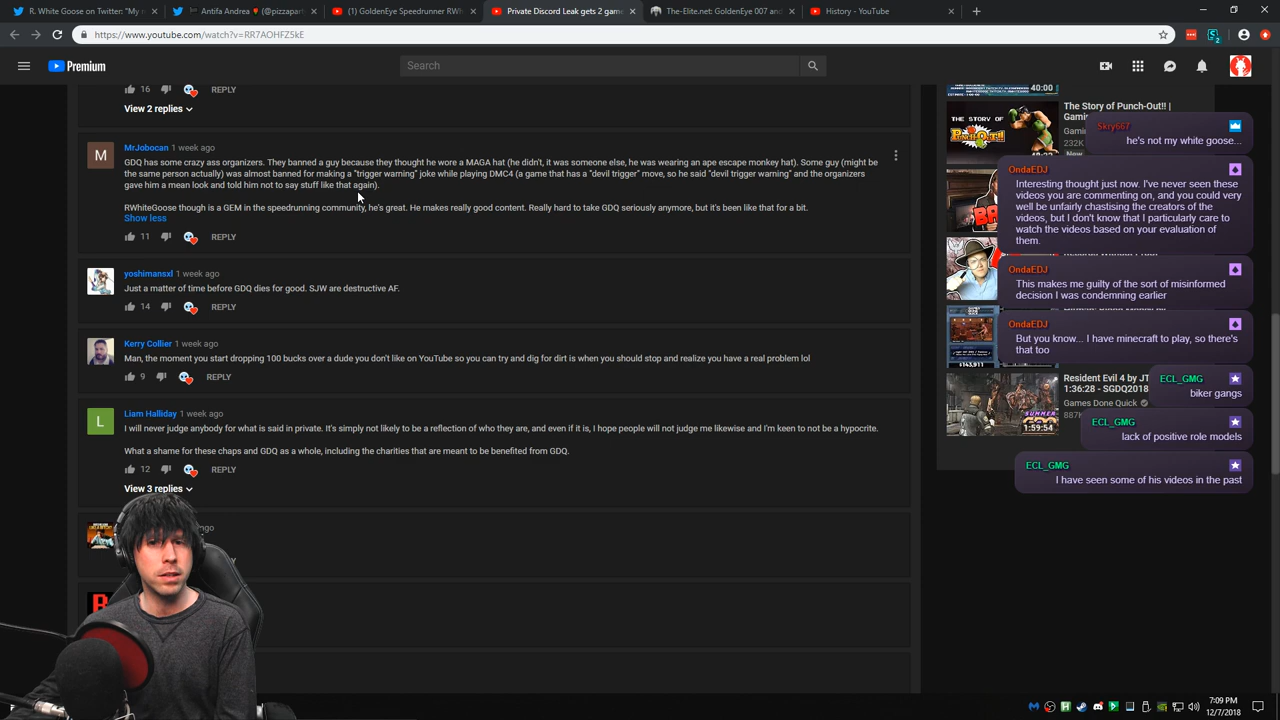 R. White Goose on Twitter: "My n
Antifa Andrea (@pizzaparty
(1) GoldenEye Speedrunner RWh
Private Discord Leak gets 2 game
The-Elite.net: GoldenEye 007 and
History - YouTube
https://www.youtube.com/watch?v=RR7AOHFZ5kE
Premium
Search
16 REPLY
View 2 replies
40:00
M
MrJobocan 1 week ago
GDQ has some crazy ass organizers. They banned a guy because they thought he wore a MAGA hat (he didn't, it was someone else, he was wearing an ape escape monkey hat). Some guy (might be
the same person actually) was almost banned for making a "trigger warning" joke while playing DMC4 (a game that has a "devil trigger" move, so he said "devil trigger warning" and the organizers
gave him a mean look and told him not to say stuff like that again).
RWhiteGoose though is a GEM in the speedrunning community, he's great. He makes really good content. Really hard to take GDQ seriously anymore, but it's been like that for a bit.
Show less
11 REPLY
yoshimansxl 1 week ago
Just a matter of time before GDQ dies for good. SJW are destructive AF.
14 REPLY
Kerry Collier 1 week ago
Man, the moment you start dropping 100 bucks over a dude you don't like on YouTube so you can try and dig for dirt is when you should stop and realize you have a real problem lol
9 REPLY
L
Liam Halliday 1 week ago
I will never judge anybody for what is said in private. It's simply not likely to be a reflection of who they are, and even if it is, I hope people will not judge me likewise and I'm keen to not be a hypocrite.
What a shame for these chaps and GDQ as a whole, including the charities that are meant to be benefited from GDQ.
12 REPLY
View 3 replies
ago
The Story of Punch-Out!! |
Gami
232K
New
PUNCH-OUT!!
Skry667
he's not my white goose...
OndaEDJ
Interesting thought just now. I've never seen these
videos you are commenting on, and you could very
well be unfairly chastising the creators of the
videos, but I don't know that I particularly care to
watch the videos based on your evaluation of
them.
OndaEDJ
This makes me guilty of the sort of misinformed
decision I was condemning earlier
OndaEDJ
But you know... I have minecraft to play, so there's
that too
Resident Evil 4 by JT
1:36:28 - SGDQ2018
Games Done Quick
887K
SUMMER
1:59:54
ECL_GMG
biker gangs
ECL_GMG
lack of positive role models
ECL_GMG
I have seen some of his videos in the past
7:09 PM
12/7/2018